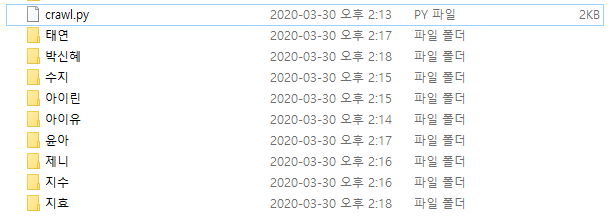 crawl.py 2020-03-30 오후 2:13 PY 파일 2KB
태연 2020-03-30 오후 2:17 파일 폴더
박신혜 2020-03-30 오후 2:18 파일 폴더
수지 2020-03-30 오후 2:15 파일 폴더
아이린 2020-03-30 오후 2:15 파일 폴더
아이유 2020-03-30 오후 2:14 파일 폴더
윤아 2020-03-30 오후 2:17 파일 폴더
제니 2020-03-30 오후 2:16 파일 폴더
지수 2020-03-30 오후 2:16 파일 폴더
지효 2020-03-30 오후 2:18 파일 폴더